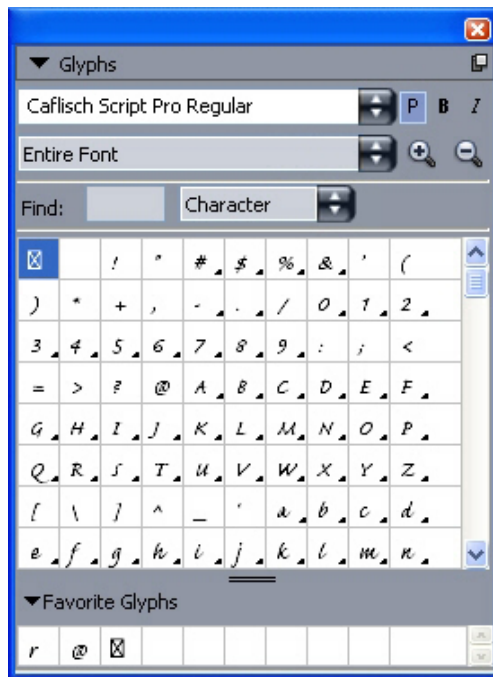 Glyphs
Caflisch Script Pro Regular P B I
Entire Font
Find: Character
! " # $ % & ' (
) * + , - . / 0 1 2
3 4 5 6 7 8 9 : ; <
= > ? @ A B C D E F
G H I J K L M N O P
Q R S T U V W X Y Z
[ \ ] ^ _ ` a b c d
e f g h i j k l m n
Favorite Glyphs
r @